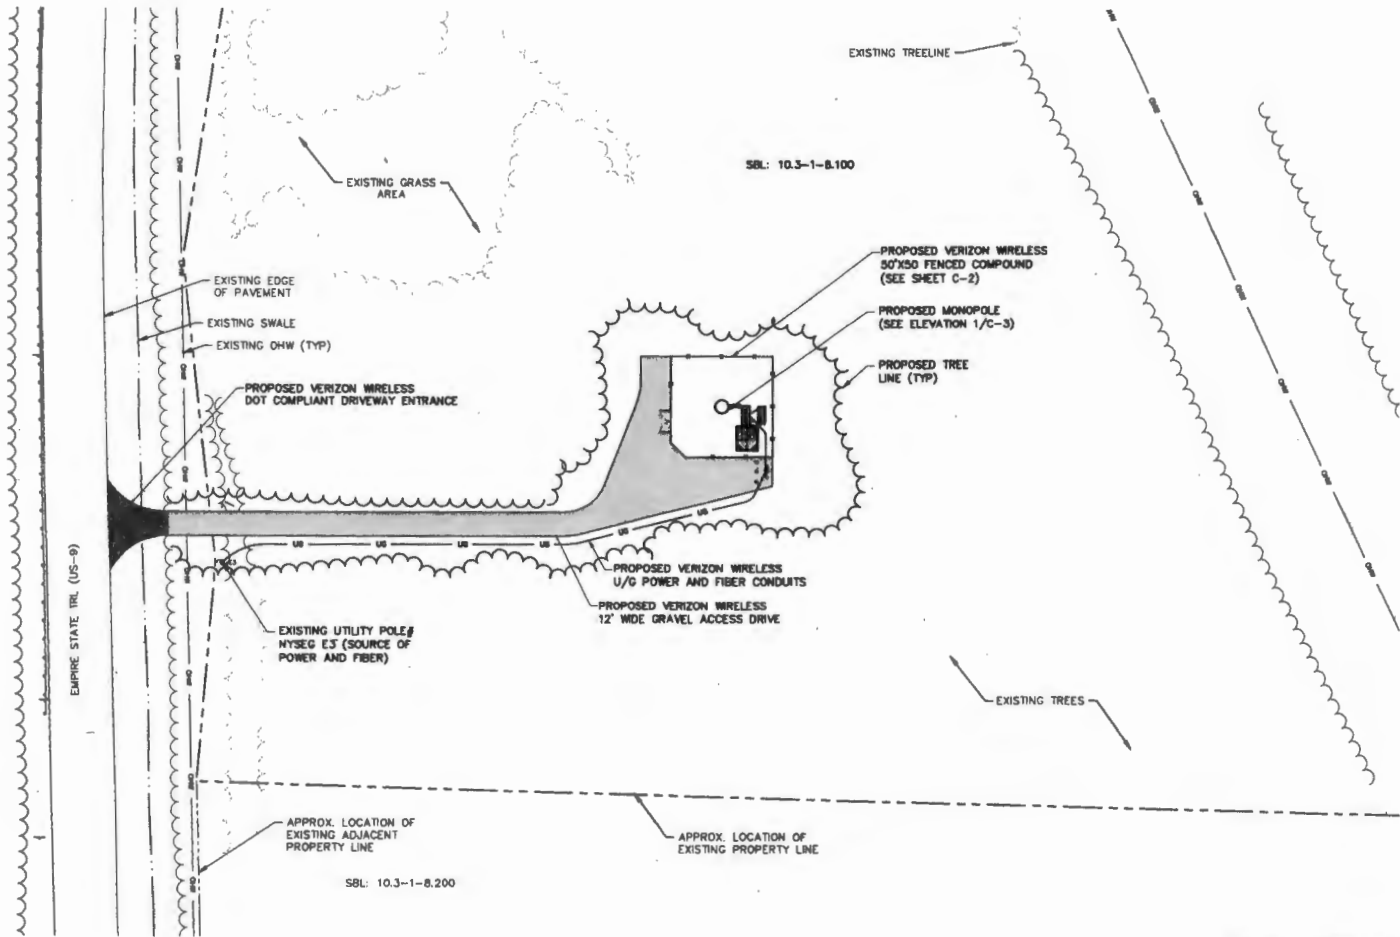 EXISTING TREELINE
SBL: 10.3-1-8.100
EXISTING GRASS
AREA
PROPOSED VERIZON WIRELESS
50'X50 FENCED COMPOUND
(SEE SHEET C-2)
EXISTING EDGE
OF PAVEMENT
PROPOSED MONOPOLE
(SEE ELEVATION 1/C-3)
EXISTING SWALE
EXISTING OHW (TYP)
PROPOSED TREE
LINE (TYP)
PROPOSED VERIZON WIRELESS
DOT COMPLIANT DRIVEWAY ENTRANCE
EMPIRE STATE TRL (US-9)
PROPOSED VERIZON WIRELESS
U/G POWER AND FIBER CONDUITS
PROPOSED VERIZON WIRELESS
12' WIDE GRAVEL ACCESS DRIVE
EXISTING UTILITY POLE#
NYSEG E3 (SOURCE OF
POWER AND FIBER)
EXISTING TREES
APPROX. LOCATION OF
EXISTING ADJACENT
PROPERTY LINE
APPROX. LOCATION OF
EXISTING PROPERTY LINE
SBL: 10.3-1-8.200